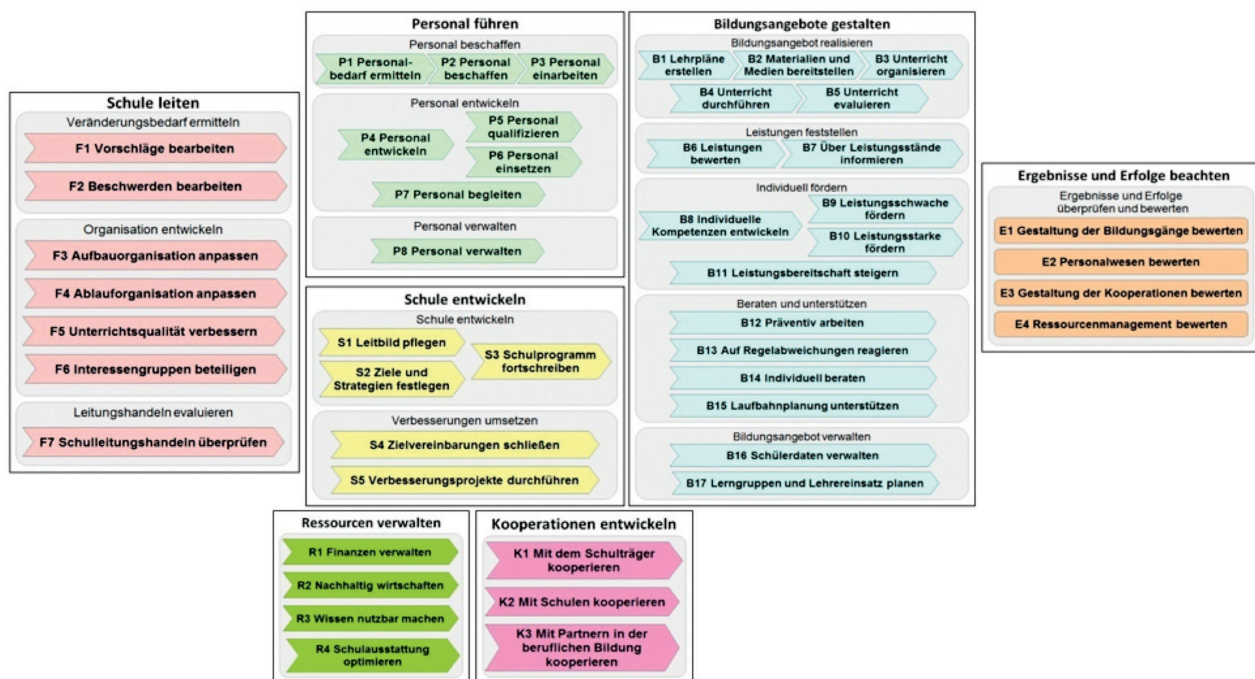 Schule leiten
Veränderungsbedarf ermitteln
F1 Vorschläge bearbeiten
F2 Beschwerden bearbeiten
Organisation entwickeln
F3 Aufbauorganisation anpassen
F4 Ablauforganisation anpassen
F5 Unterrichtsqualität verbessern
F6 Interessengruppen beteiligen
Leitungshandeln evaluieren
F7 Schulleitungshandeln überprüfen
Personal führen
Personal beschaffen
P1 Personal-
bedarf ermitteln
P2 Personal
beschaffen
P3 Personal
einarbeiten
Personal entwickeln
P4 Personal
entwickeln
P5 Personal
qualifizieren
P6 Personal
einsetzen
P7 Personal begleiten
Personal verwalten
P8 Personal verwalten
Schule entwickeln
Schule entwickeln
S1 Leitbild pflegen
S2 Ziele und
Strategien festlegen
S3 Schulprogramm
fortschreiben
Verbesserungen umsetzen
S4 Zielvereinbarungen schließen
S5 Verbesserungsprojekte durchführen
Bildungsangebote gestalten
Bildungsangebot realisieren
B1 Lehrpläne
erstellen
B2 Materialien und
Medien bereitstellen
B3 Unterricht
organisieren
B4 Unterricht
durchführen
B5 Unterricht
evaluieren
Leistungen feststellen
B6 Leistungen
bewerten
B7 Über Leistungsstände
informieren
Individuell fördern
B8 Individuelle
Kompetenzen entwickeln
B9 Leistungsschwache
fördern
B10 Leistungsstarke
fördern
B11 Leistungsbereitschaft steigern
Beraten und unterstützen
B12 Präventiv arbeiten
B13 Auf Regelabweichungen reagieren
B14 Individuell beraten
B15 Laufbahnplanung unterstützen
Bildungsangebot verwalten
B16 Schülerdaten verwalten
B17 Lerngruppen und Lehrereinsatz planen
Ergebnisse und Erfolge beachten
Ergebnisse und Erfolge
überprüfen und bewerten
E1 Gestaltung der Bildungsgänge bewerten
E2 Personalwesen bewerten
E3 Gestaltung der Kooperationen bewerten
E4 Ressourcenmanagement bewerten
Ressourcen verwalten
R1 Finanzen verwalten
R2 Nachhaltig wirtschaften
R3 Wissen nutzbar machen
R4 Schulausstattung
optimieren
Kooperationen entwickeln
K1 Mit dem Schulträger
kooperieren
K2 Mit Schulen kooperieren
K3 Mit Partnern in der
beruflichen Bildung
kooperieren